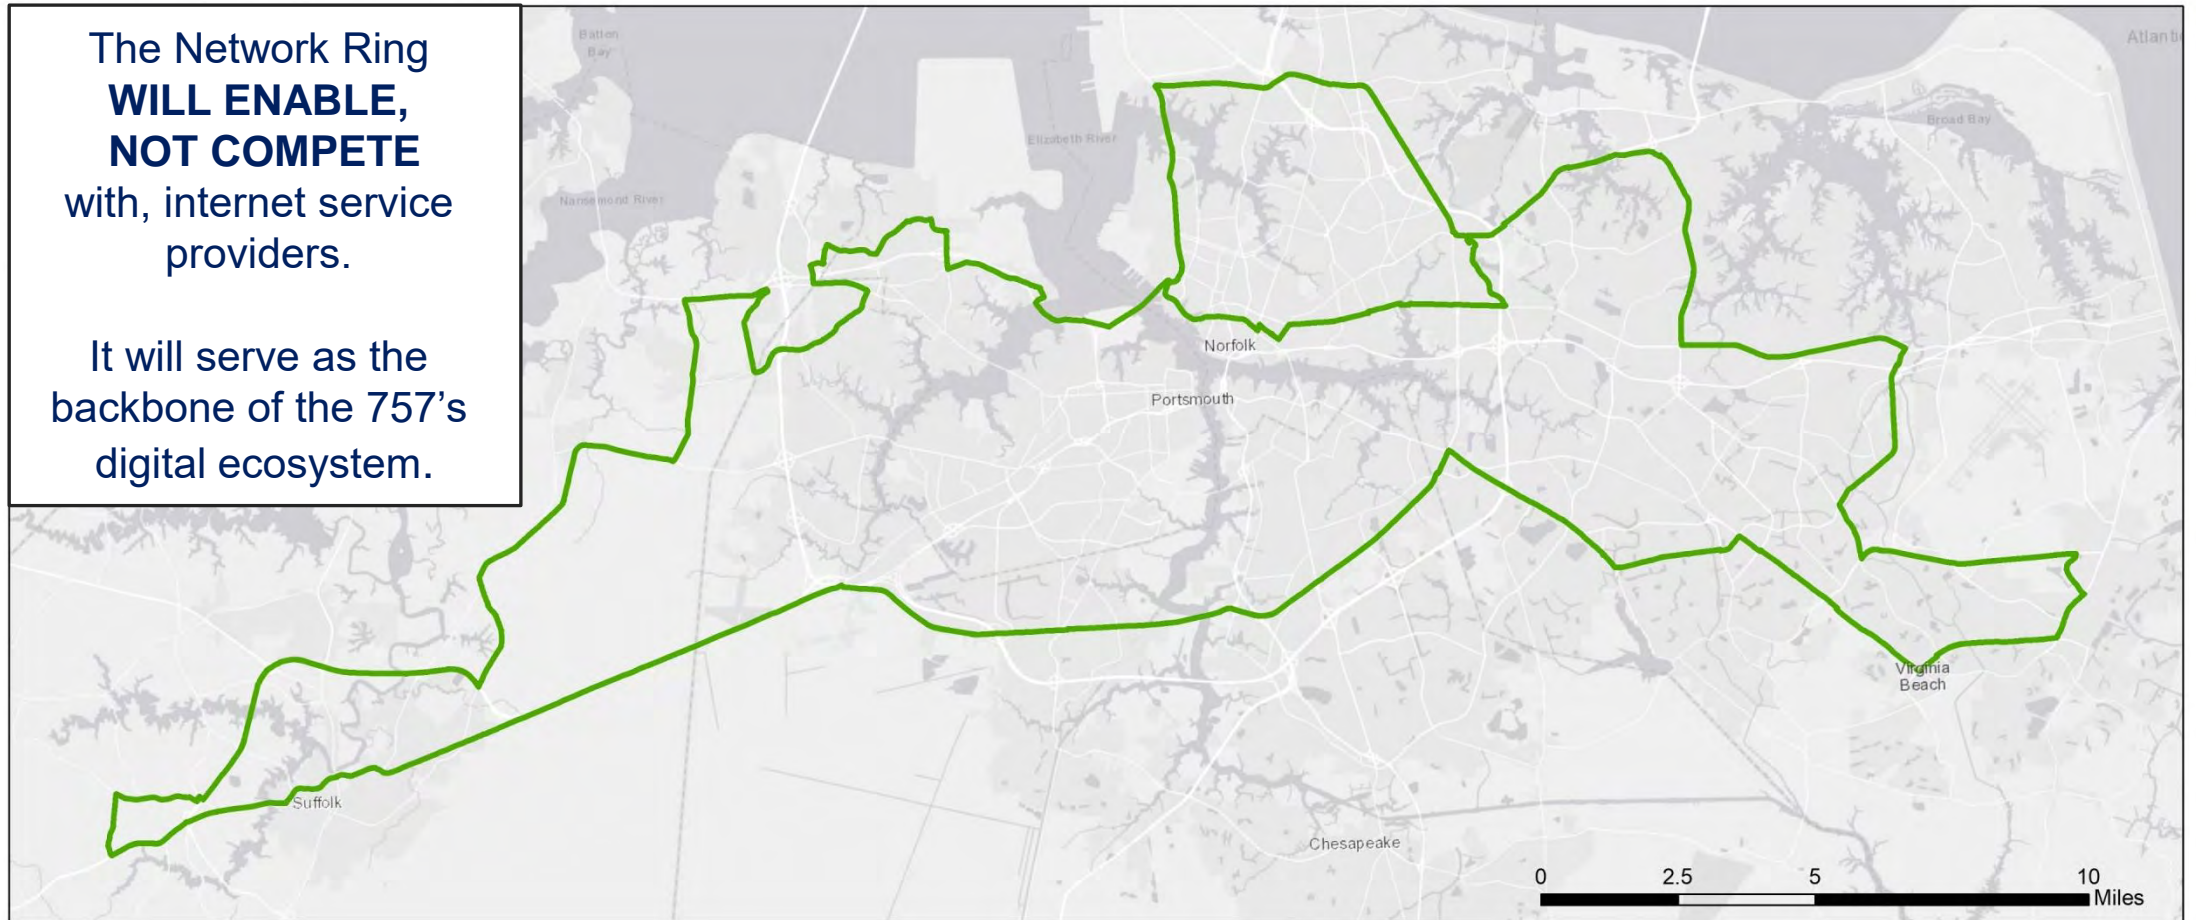 The Network Ring
WILL ENABLE,
NOT COMPETE
with, internet service
providers.
It will serve as the
backbone of the 757’s
digital ecosystem.
Batten
Bay
Nansemond River
Elizabeth River
Broad Bay
Norfolk
Portsmouth
Virginia
Beach
Suffolk
Chesapeake
0 2.5 5 10
Miles